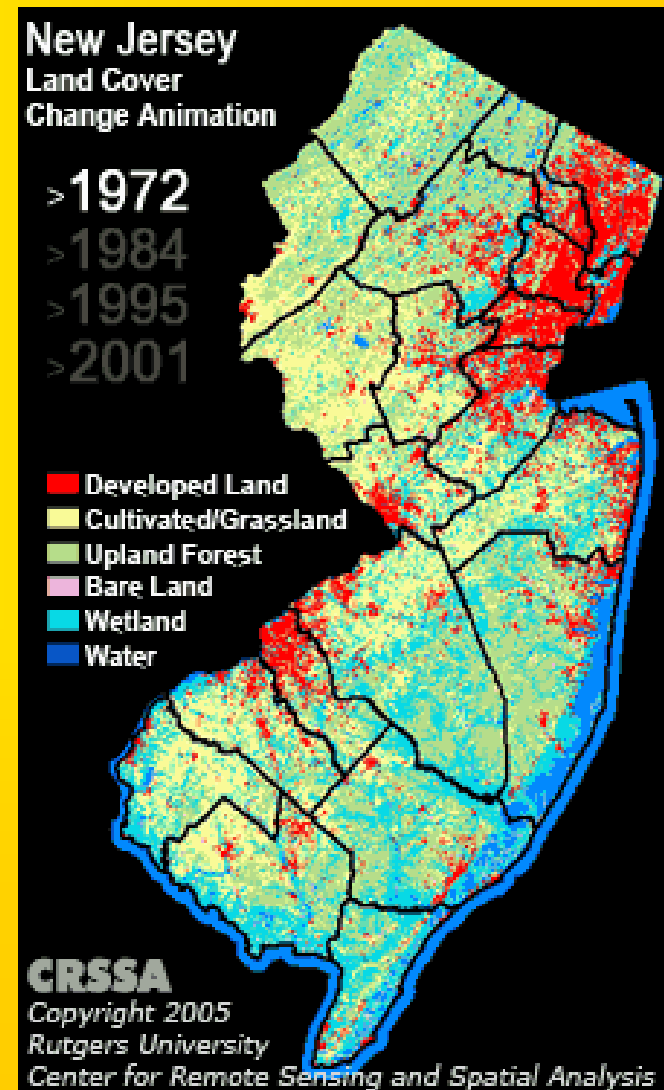 New Jersey
Land Cover
Change Animation
>1972
>1984
>1995
>2001
Developed Land
Cultivated/Grassland
Upland Forest
Bare Land
Wetland
Water
CRSSA
Copyright 2005
Rutgers University
Center for Remote Sensing and Spatial Analysis